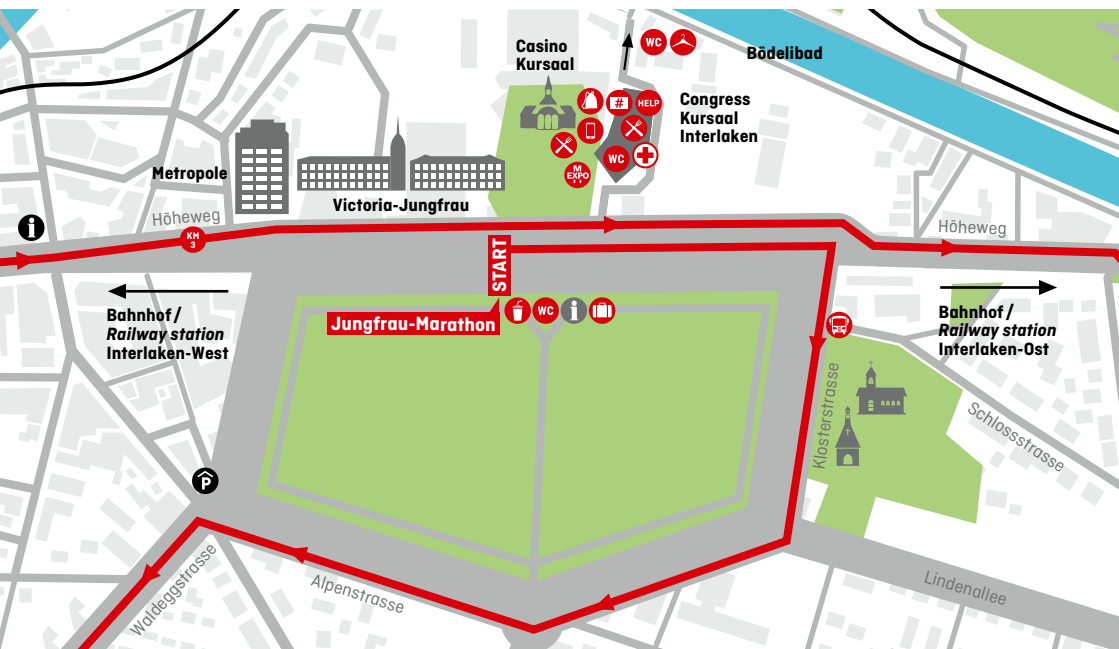 Casino
Kursaal
WC
Bödelibad
#
HELP
Congress
Kursaal
Interlaken
WC
M
EXPO
Metropole
Victoria-Jungfrau
i
Höheweg
KM
3
Höheweg
START
Jungfrau-Marathon
WC
i
Bahnhof /
Railway station
Interlaken-West
Bahnhof /
Railway station
Interlaken-Ost
Klosterstrasse
Schlossstrasse
P
Waldeggstrasse
Alpenstrasse
Lindenallee